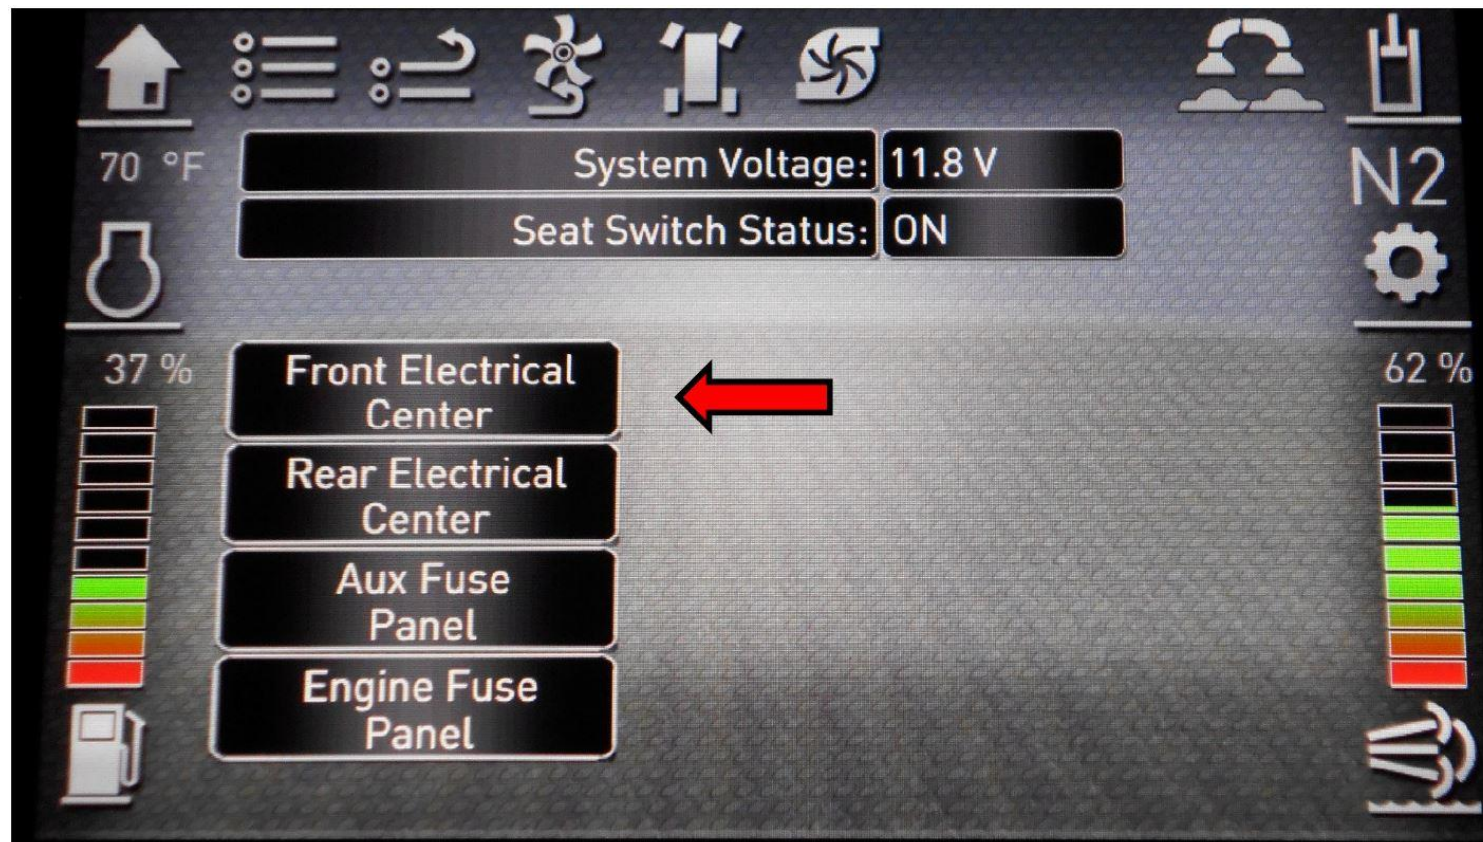 70 °F
System Voltage: 11.8 V
N2
Seat Switch Status: ON
37 %
Front Electrical
Center
62 %
Rear Electrical
Center
Aux Fuse
Panel
Engine Fuse
Panel